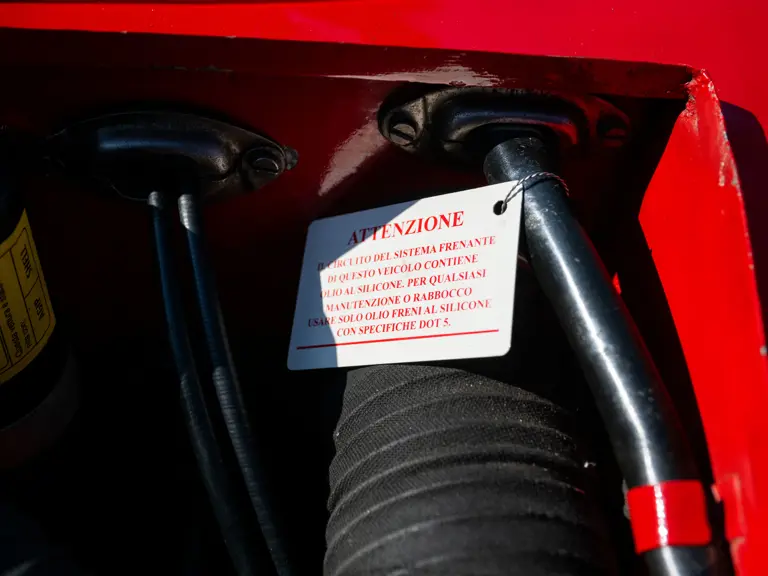 ATTENZIONE
IL CIRCUITO DEL SISTEMA FRENANTE
DI QUESTO VEICOLO CONTIENE
OLIO AL SILICONE. PER QUALSIASI
MANUTENZIONE O RABBOCCO
USARE SOLO OLIO FRENI AL SILICONE
CON SPECIFICHE DOT 5.